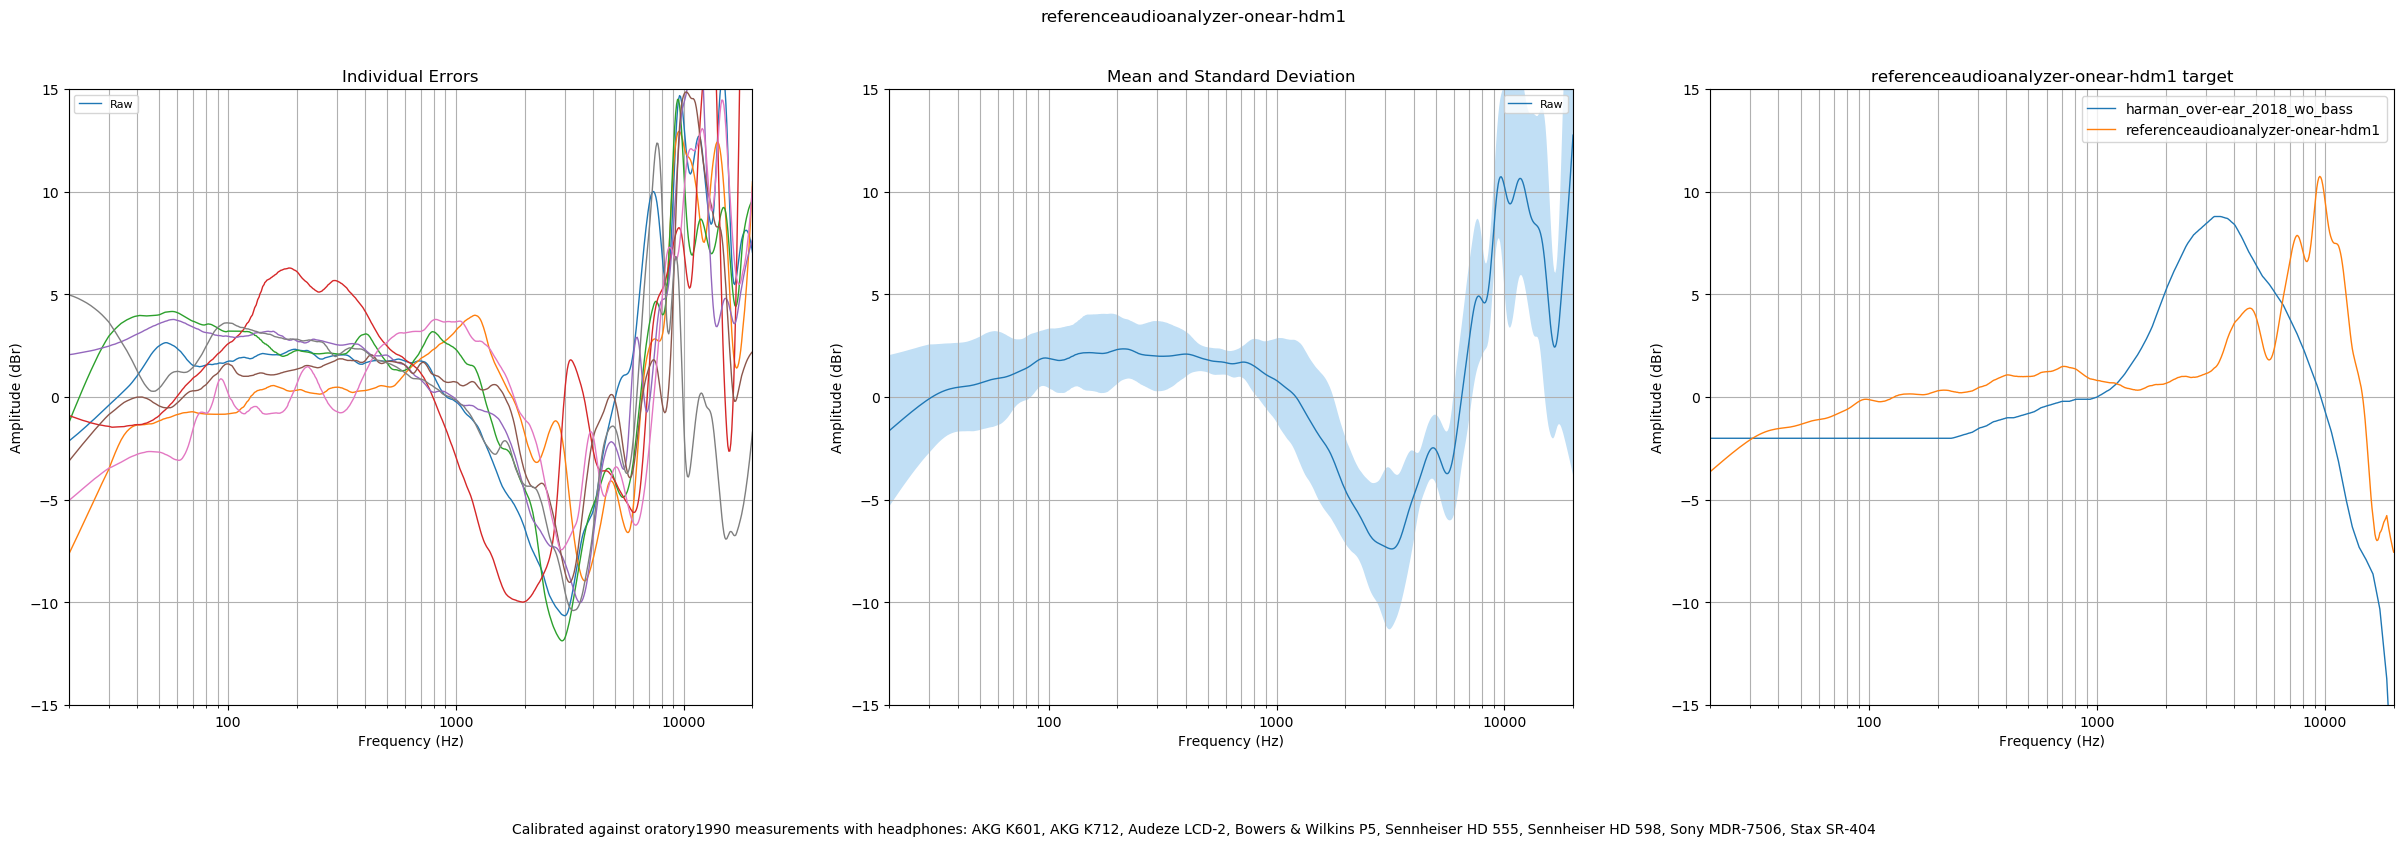 referenceaudioanalyzer-onear-hdm1
Individual Errors
Raw
15
10
5
0
−5
−10
−15
100
1000
10000
Amplitude (dBr)
Frequency (Hz)
Mean and Standard Deviation
Raw
15
10
5
0
−5
−10
−15
100
1000
10000
Amplitude (dBr)
Frequency (Hz)
referenceaudioanalyzer-onear-hdm1 target
harman_over-ear_2018_wo_bass
referenceaudioanalyzer-onear-hdm1
15
10
5
0
−5
−10
−15
100
1000
10000
Amplitude (dBr)
Frequency (Hz)
Calibrated against oratory1990 measurements with headphones: AKG K601, AKG K712, Audeze LCD-2, Bowers & Wilkins P5, Sennheiser HD 555, Sennheiser HD 598, Sony MDR-7506, Stax SR-404